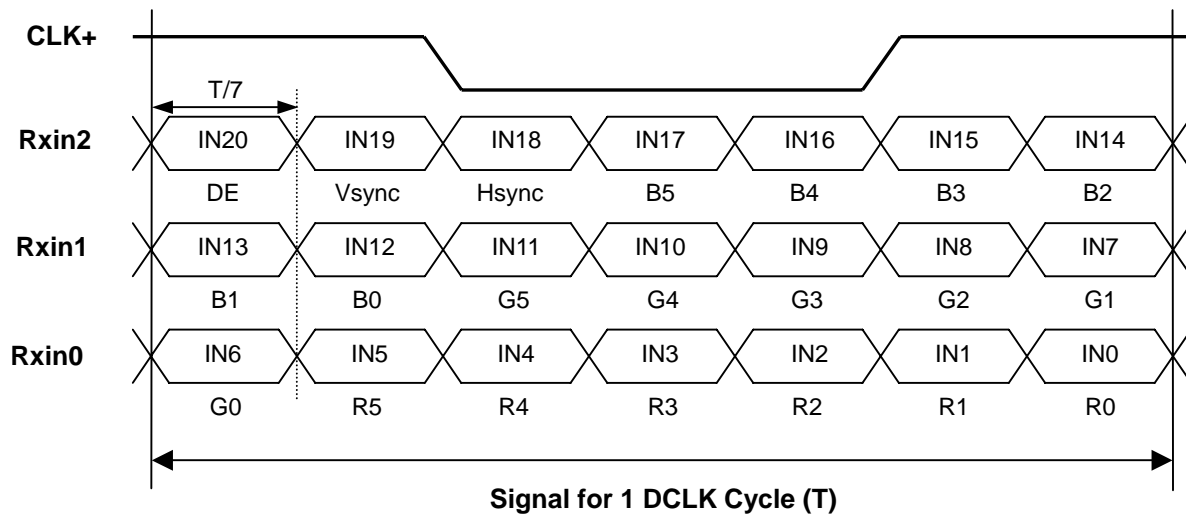 CLK+
T/7
Rxin2 IN20 IN19 IN18 IN17 IN16 IN15 IN14
DE Vsync Hsync B5 B4 B3 B2
Rxin1 IN13 IN12 IN11 IN10 IN9 IN8 IN7
B1 B0 G5 G4 G3 G2 G1
Rxin0 IN6 IN5 IN4 IN3 IN2 IN1 IN0
G0 R5 R4 R3 R2 R1 R0
Signal for 1 DCLK Cycle (T)